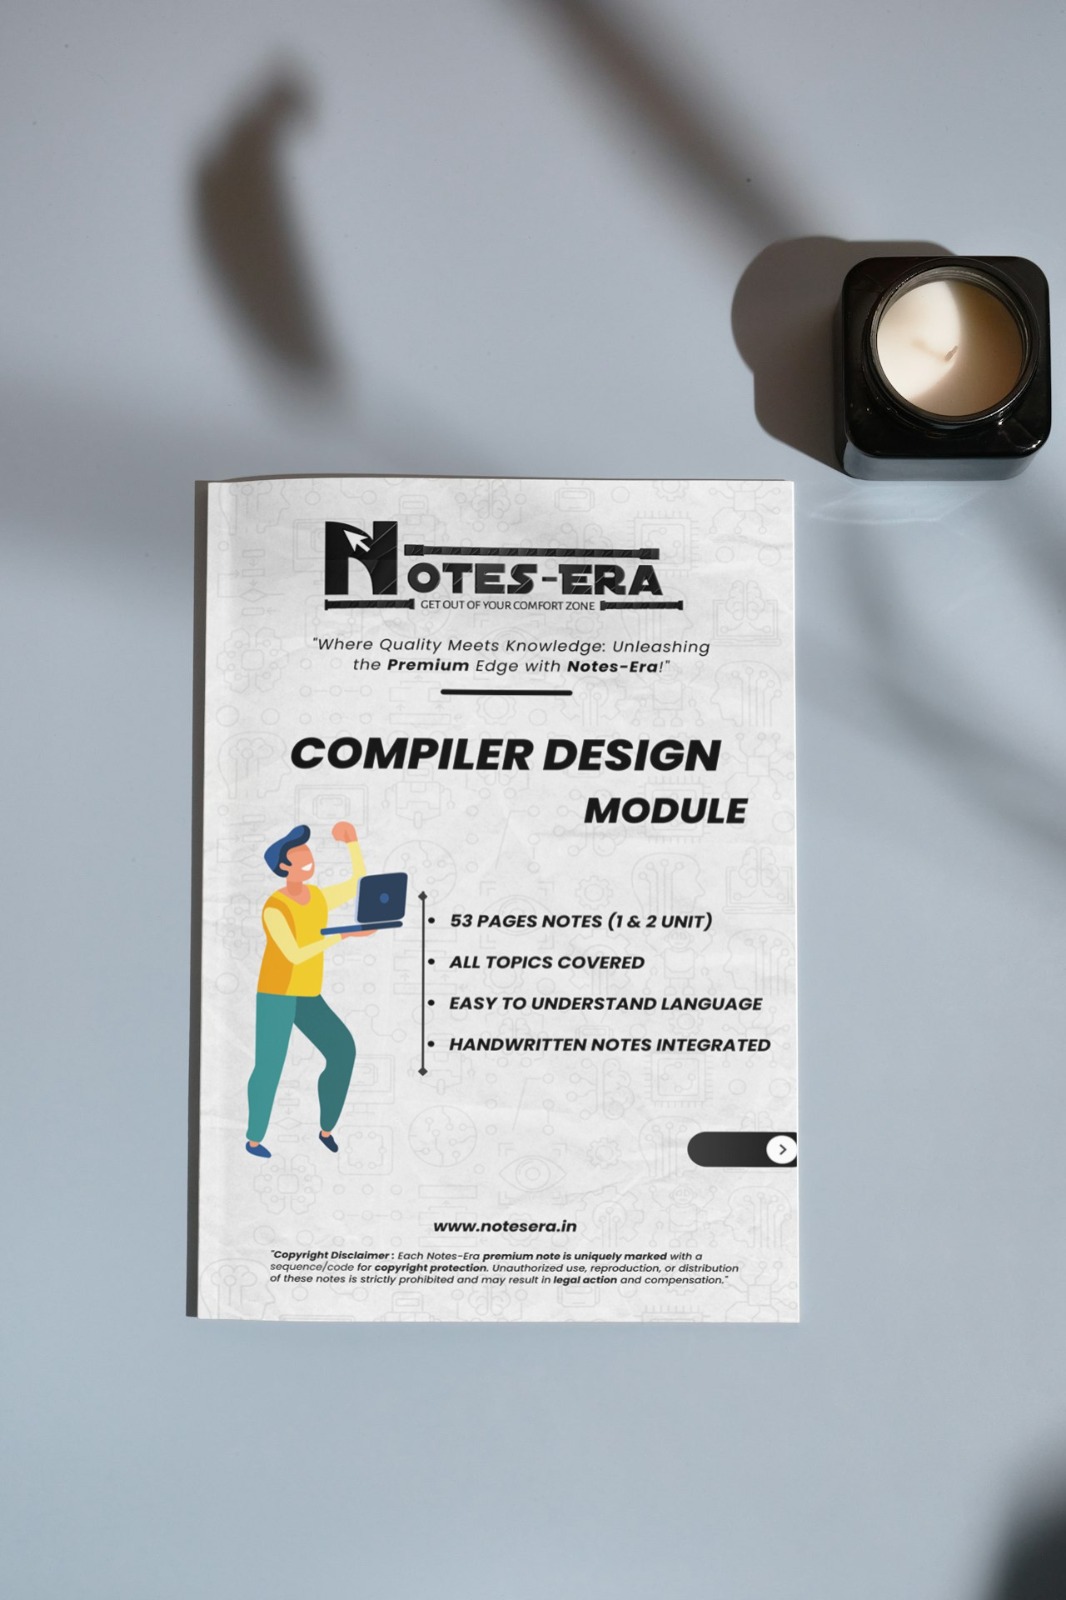 NOTES-ERA
GET OUT OF YOUR COMFORT ZONE
"Where Quality Meets Knowledge: Unleashing
the Premium Edge with Notes-Era!"
COMPILER DESIGN
MODULE
• 53 PAGES NOTES (1 & 2 UNIT)
• ALL TOPICS COVERED
• EASY TO UNDERSTAND LANGUAGE
• HANDWRITTEN NOTES INTEGRATED
www.notesera.in
"Copyright Disclaimer : Each Notes-Era premium note is uniquely marked with a
sequence/code for copyright protection. Unauthorized use, reproduction, or distribution
of these notes is strictly prohibited and may result in legal action and compensation."